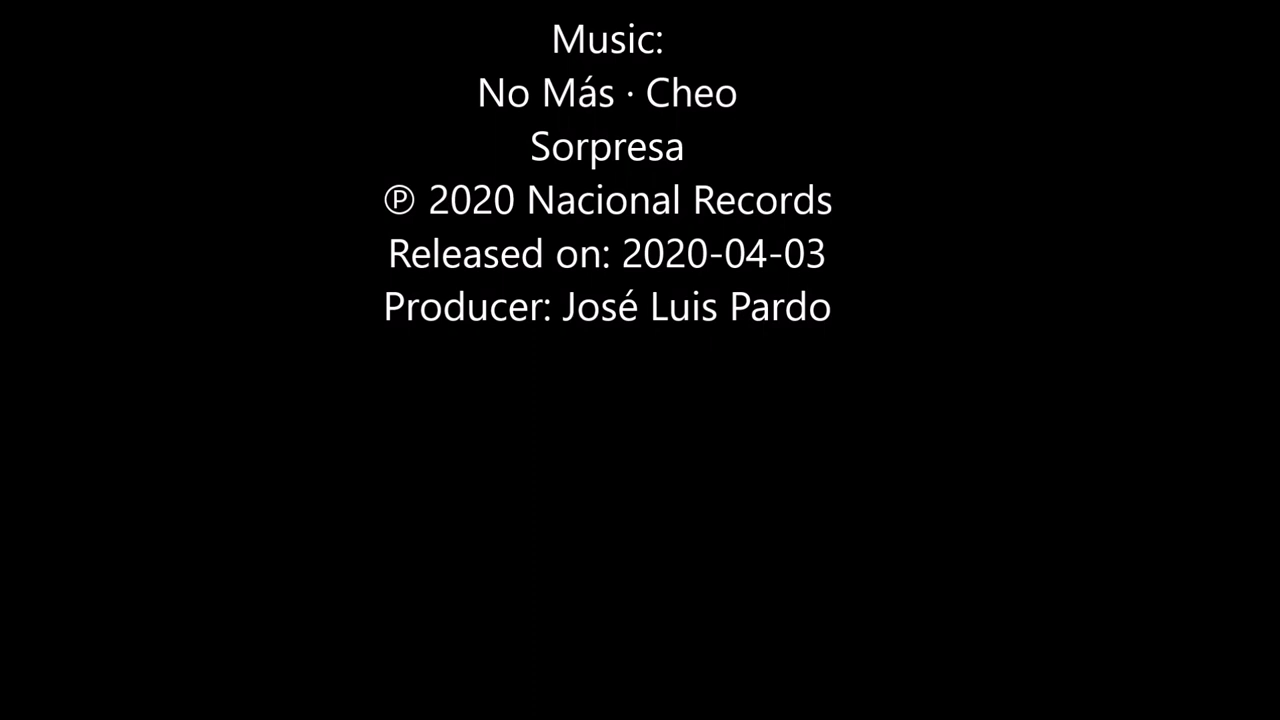 Music:
No Más · Cheo
Sorpresa
℗ 2020 Nacional Records
Released on: 2020-04-03
Producer: José Luis Pardo